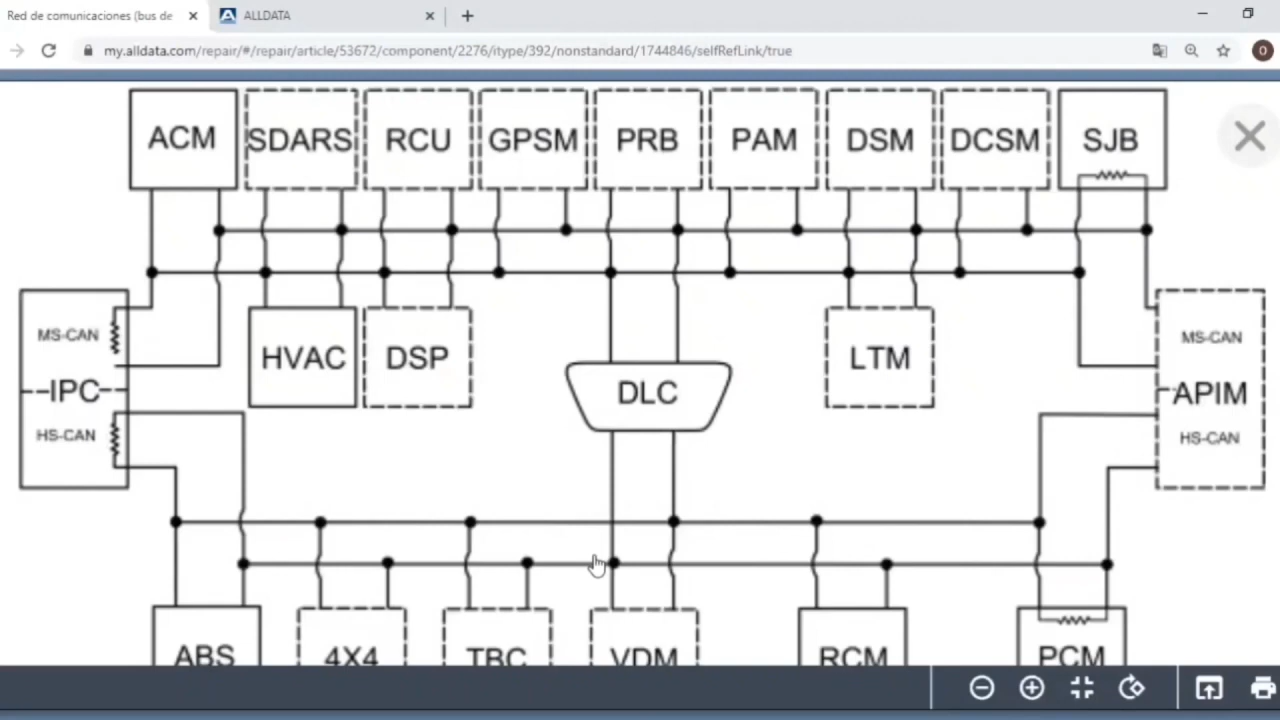 Red de comunicaciones (bus de
ALLDATA
my.alldata.com/repair/#/repair/article/53672/component/2276/itype/392/nonstandard/1744846/selfRefLink/true
O
ACM SDARS RCU GPSM PRB PAM DSM DCSM SJB
MS-CAN
IPC
HS-CAN
HVAC DSP DLC LTM
MS-CAN
APIM
HS-CAN
ABS 4X4 TBC VDM RCM PCM